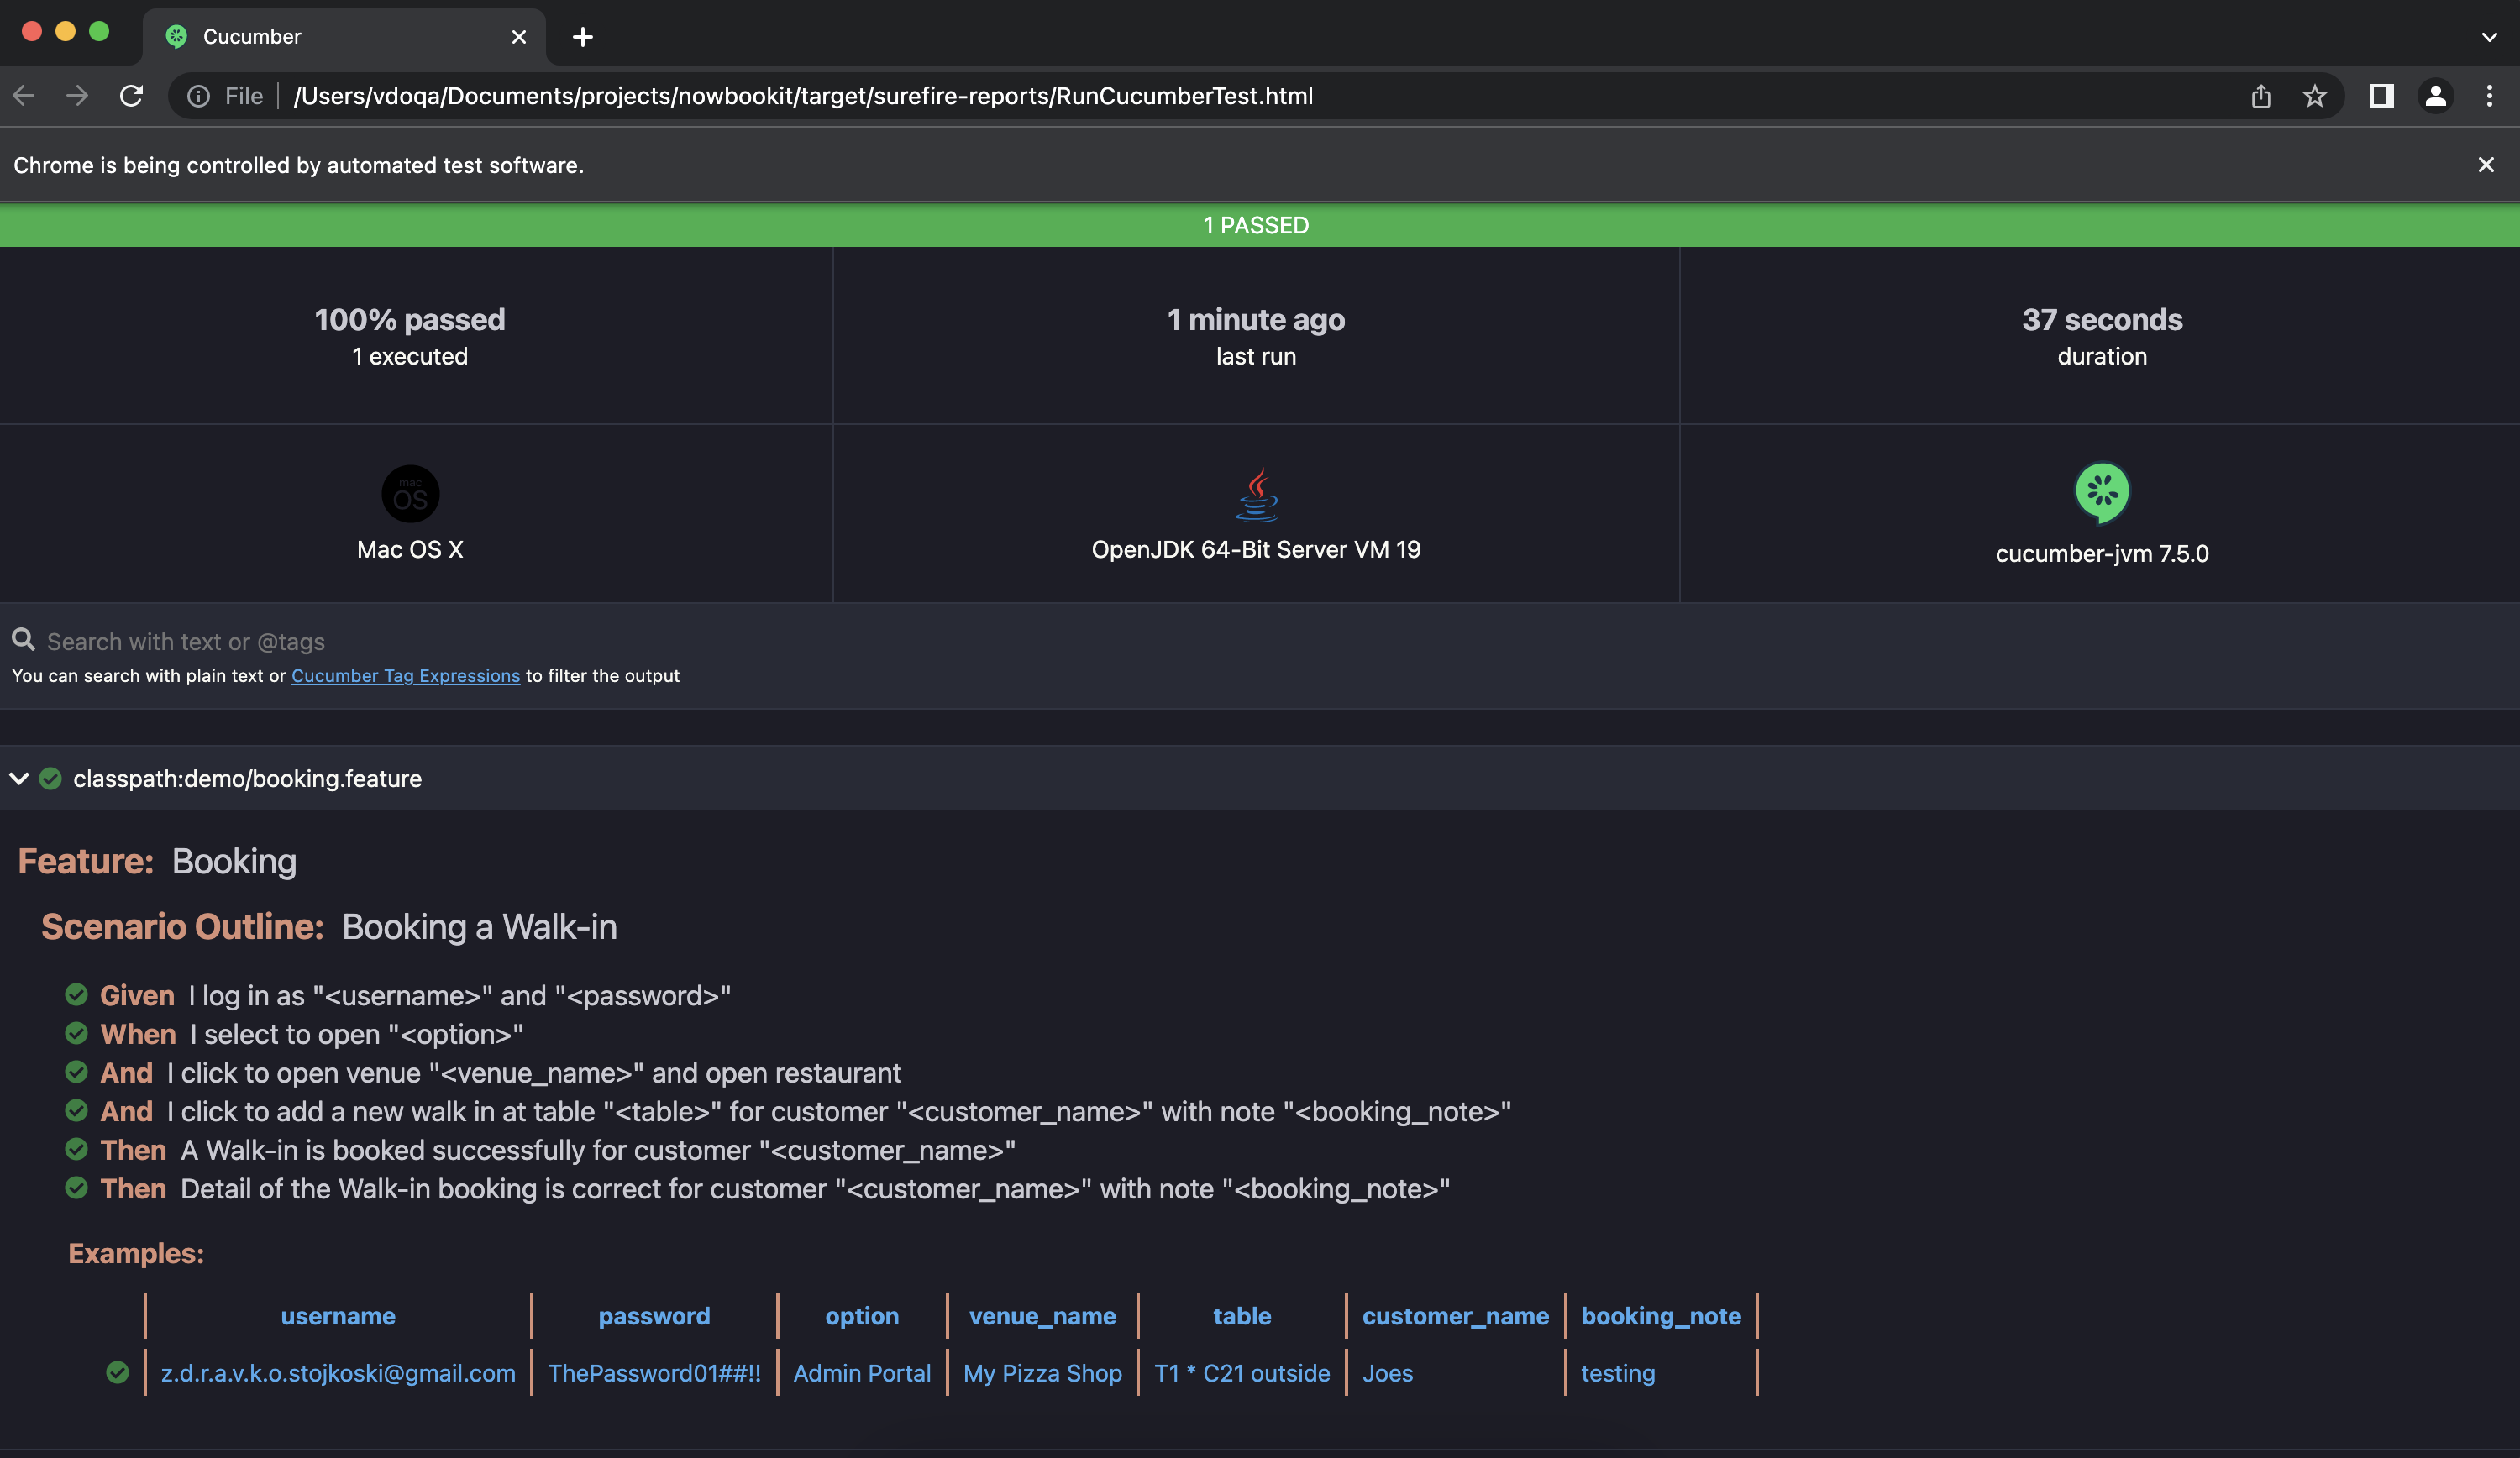 Cucumber
File
/Users/vdoqa/Documents/projects/nowbookit/target/surefire-reports/RunCucumberTest.html
Chrome is being controlled by automated test software.
1 PASSED
100% passed
1 executed
1 minute ago
last run
37 seconds
duration
mac
OS
Mac OS X
OpenJDK 64-Bit Server VM 19
cucumber-jvm 7.5.0
Search with text or @tags
You can search with plain text or Cucumber Tag Expressions to filter the output
classpath:demo/booking.feature
Feature: Booking
Scenario Outline: Booking a Walk-in
Given I log in as "<username>" and "<password>"
When I select to open "<option>"
And I click to open venue "<venue_name>" and open restaurant
And I click to add a new walk in at table "<table>" for customer "<customer_name>" with note "<booking_note>"
Then A Walk-in is booked successfully for customer "<customer_name>"
Then Detail of the Walk-in booking is correct for customer "<customer_name>" with note "<booking_note>"
Examples:
username password option venue_name table customer_name booking_note
z.d.r.a.v.k.o.stojkoski@gmail.com ThePassword01##!! Admin Portal My Pizza Shop T1 * C21 outside Joes testing